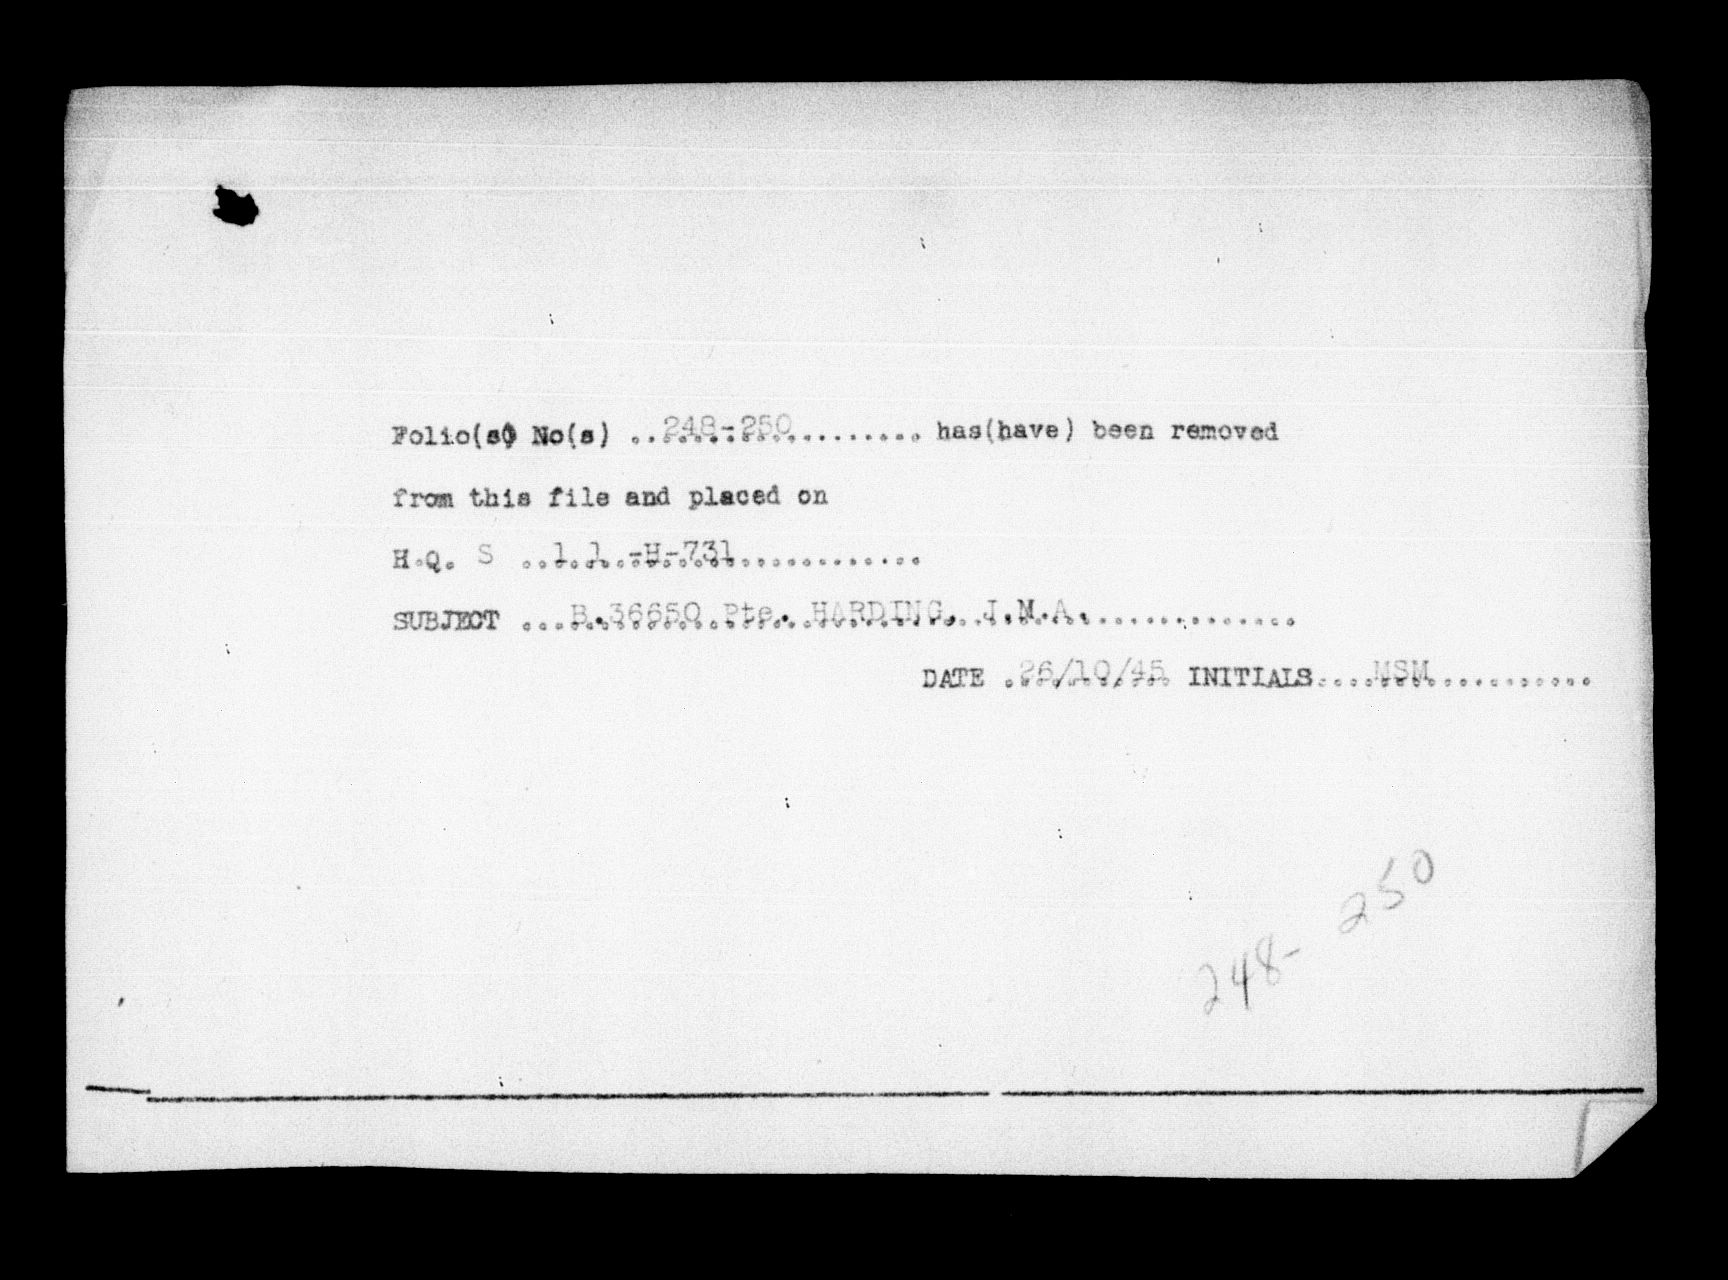 Folio(s) No(s) ..248-250.................. has(have) been removed
from this file and placed on
H.Q. S ..1.1.-H-731............
SUBJECT ...B.36650 Pte. HARDING, J.M.A..............
DATE .26/10/45 INITIALS....MSM...........
248-250